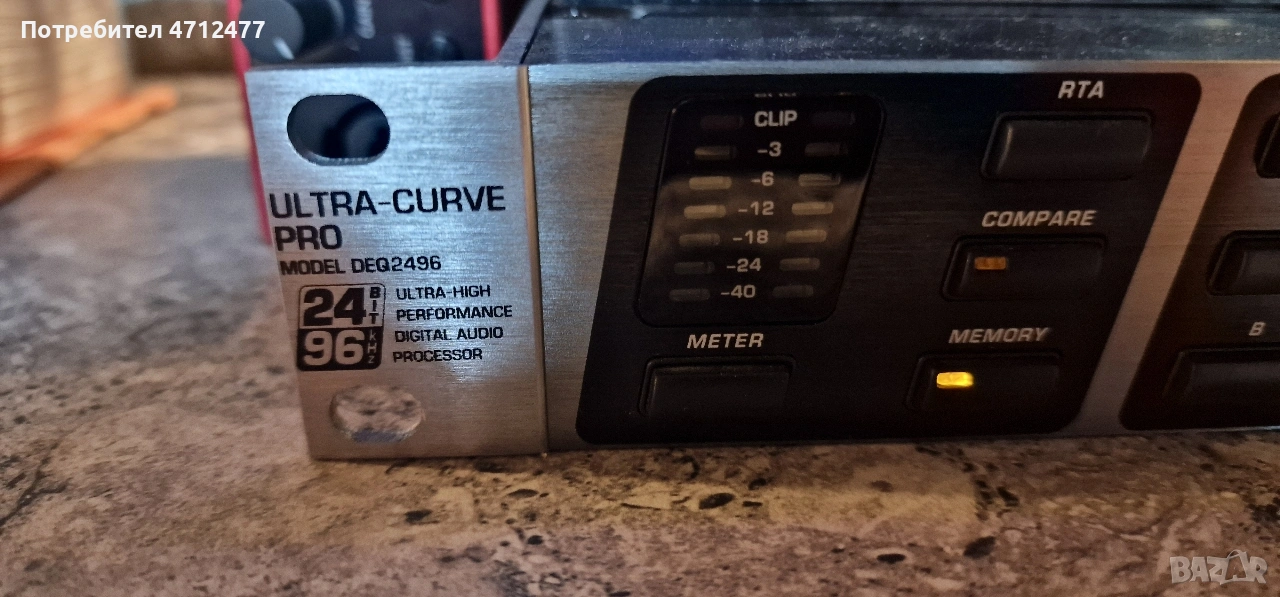 Потребител 4712477
RTA
CLIP
-3
-6
-12
-18
-24
-40
COMPARE
ULTRA-CURVE
PRO
MODEL DEQ2496
24 BIT
96 kHz
ULTRA-HIGH
PERFORMANCE
DIGITAL AUDIO
PROCESSOR
METER
MEMORY
B
BAZAR